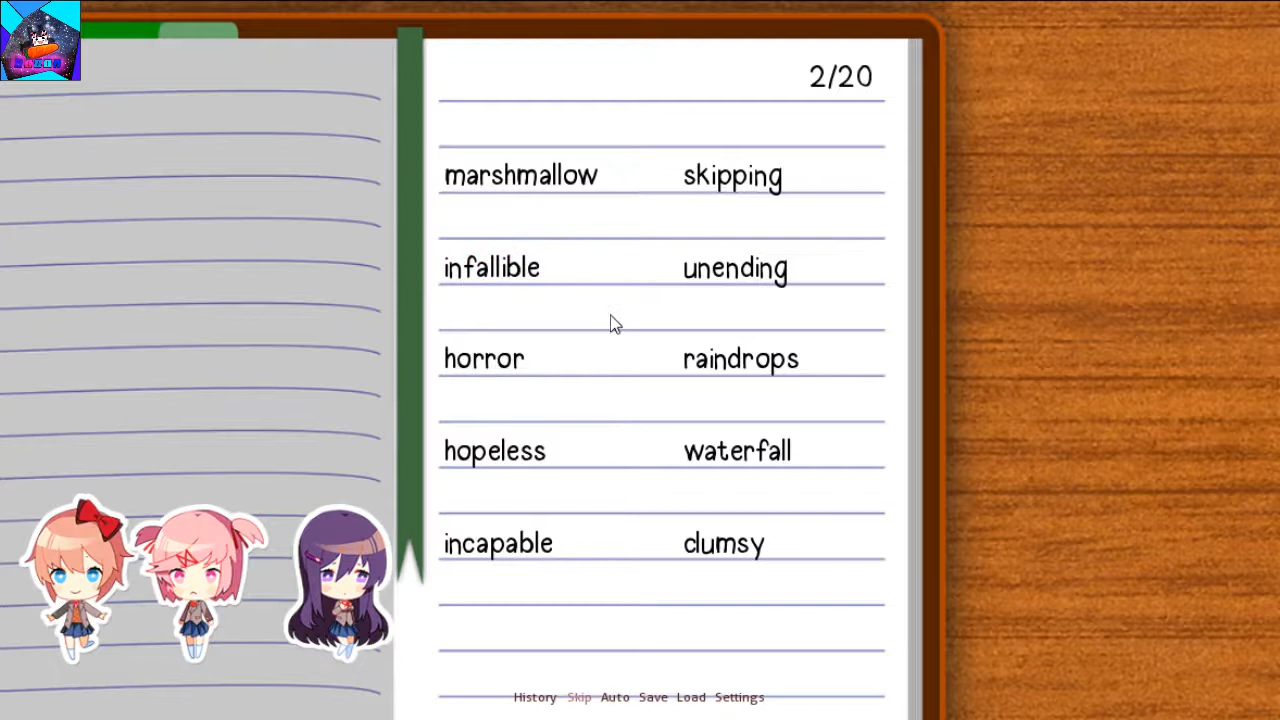 2/20
marshmallow skipping
infallible unending
horror raindrops
hopeless waterfall
incapable clumsy
History Skip Auto Save Load Settings